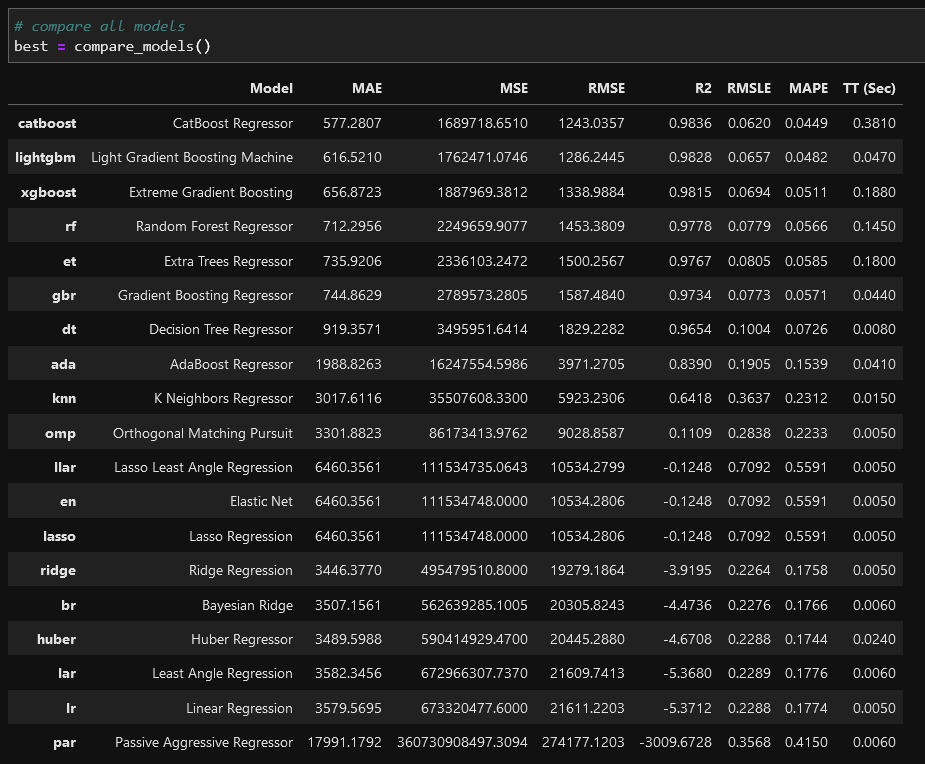 # compare all models
best = compare_models()
Model MAE MSE RMSE R2 RMSLE MAPE TT (Sec)
catboost CatBoost Regressor 577.2807 1689718.6510 1243.0357 0.9836 0.0620 0.0449 0.3810
lightgbm Light Gradient Boosting Machine 616.5210 1762471.0746 1286.2445 0.9828 0.0657 0.0482 0.0470
xgboost Extreme Gradient Boosting 656.8723 1887969.3812 1338.9884 0.9815 0.0694 0.0511 0.1880
rf Random Forest Regressor 712.2956 2249659.9077 1453.3809 0.9778 0.0779 0.0566 0.1450
et Extra Trees Regressor 735.9206 2336103.2472 1500.2567 0.9767 0.0805 0.0585 0.1800
gbr Gradient Boosting Regressor 744.8629 2789573.2805 1587.4840 0.9734 0.0773 0.0571 0.0440
dt Decision Tree Regressor 919.3571 3495951.6414 1829.2282 0.9654 0.1004 0.0726 0.0080
ada AdaBoost Regressor 1988.8263 16247554.5986 3971.2705 0.8390 0.1905 0.1539 0.0410
knn K Neighbors Regressor 3017.6116 35507608.3300 5923.2306 0.6418 0.3637 0.2312 0.0150
omp Orthogonal Matching Pursuit 3301.8823 86173413.9762 9028.8587 0.1109 0.2838 0.2233 0.0050
llar Lasso Least Angle Regression 6460.3561 111534735.0643 10534.2799 -0.1248 0.7092 0.5591 0.0050
en Elastic Net 6460.3561 111534748.0000 10534.2806 -0.1248 0.7092 0.5591 0.0050
lasso Lasso Regression 6460.3561 111534748.0000 10534.2806 -0.1248 0.7092 0.5591 0.0050
ridge Ridge Regression 3446.3770 495479510.8000 19279.1864 -3.9195 0.2264 0.1758 0.0050
br Bayesian Ridge 3507.1561 562639285.1005 20305.8243 -4.4736 0.2276 0.1766 0.0060
huber Huber Regressor 3489.5988 590414929.4700 20445.2880 -4.6708 0.2288 0.1744 0.0240
lar Least Angle Regression 3582.3456 672966307.7370 21609.7413 -5.3680 0.2289 0.1776 0.0060
lr Linear Regression 3579.5695 673320477.6000 21611.2203 -5.3712 0.2288 0.1774 0.0050
par Passive Aggressive Regressor 17991.1792 360730908497.3094 274177.1203 -3009.6728 0.3568 0.4150 0.0060